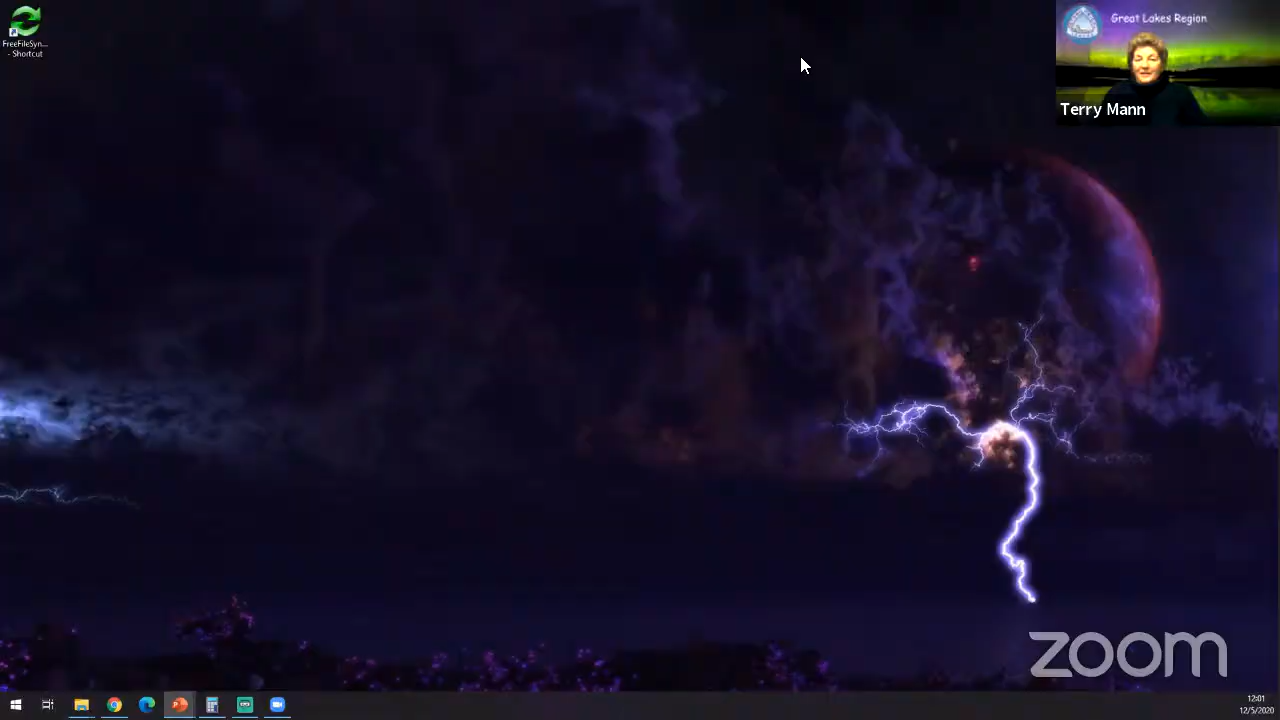 FreeFileSyn...
- Shortcut
Great Lakes Region
Terry Mann
zoom
12:01
12/5/2020